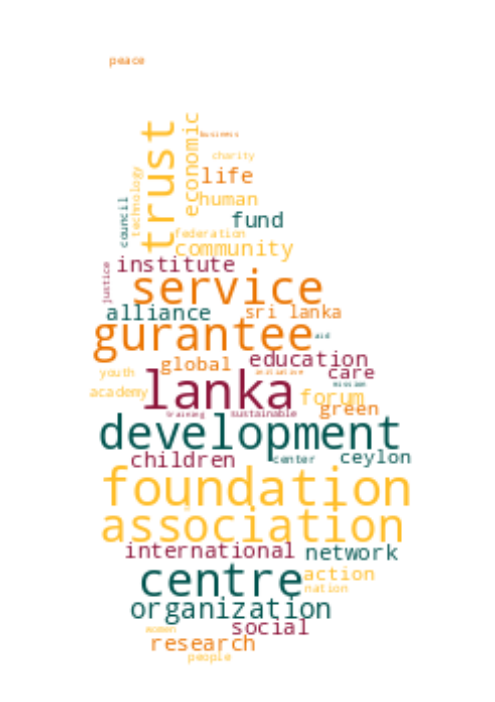 peace
business
trust
economic
charity
technology
life
human
council
fund
federation
community
institute
justice
service
alliance
sri lanka
gurantee
aid
education
global
youth
initiative
care
mission
lanka
academy
forum
green
training
sustainable
development
children
center
ceylon
foundation
association
international
network
centre
action
nation
organization
social
women
research
people